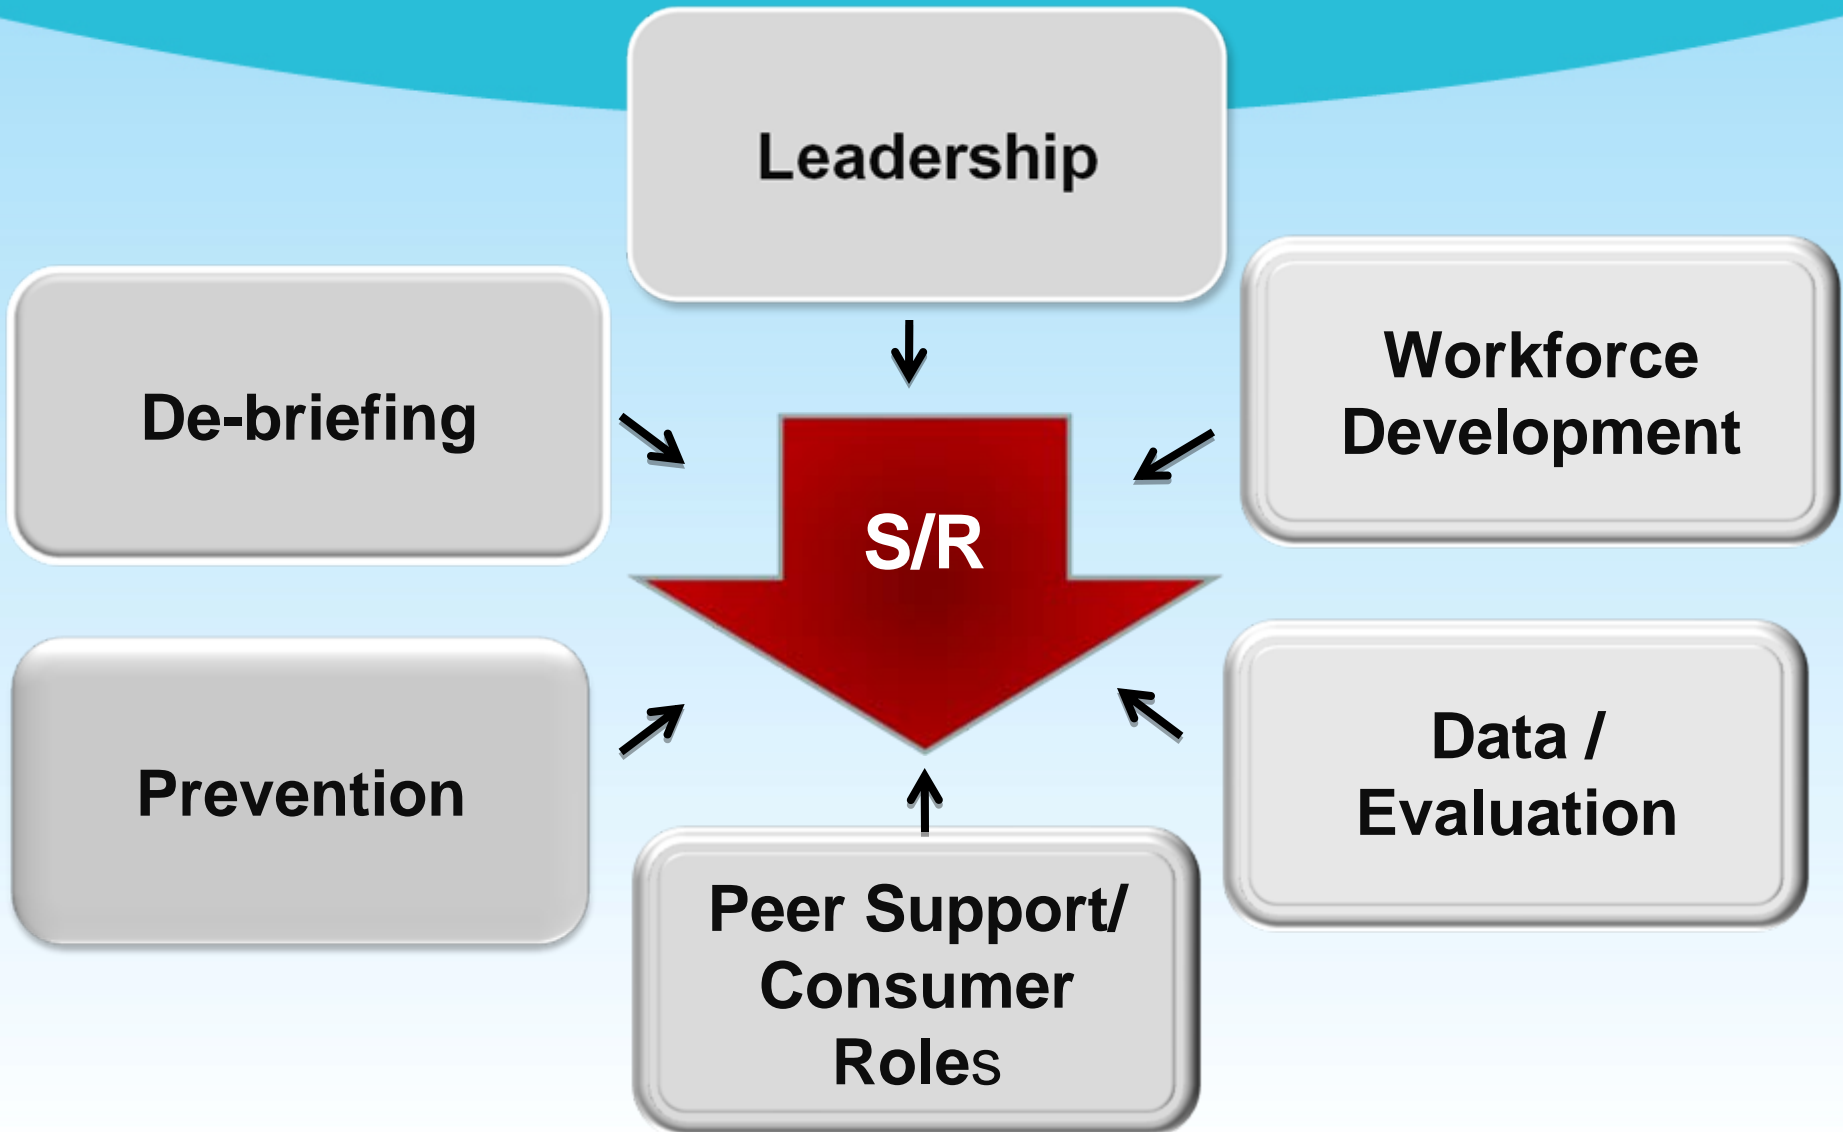 Leadership
De-briefing
Workforce
Development
S/R
Prevention
Data /
Evaluation
Peer Support/
Consumer
Roles